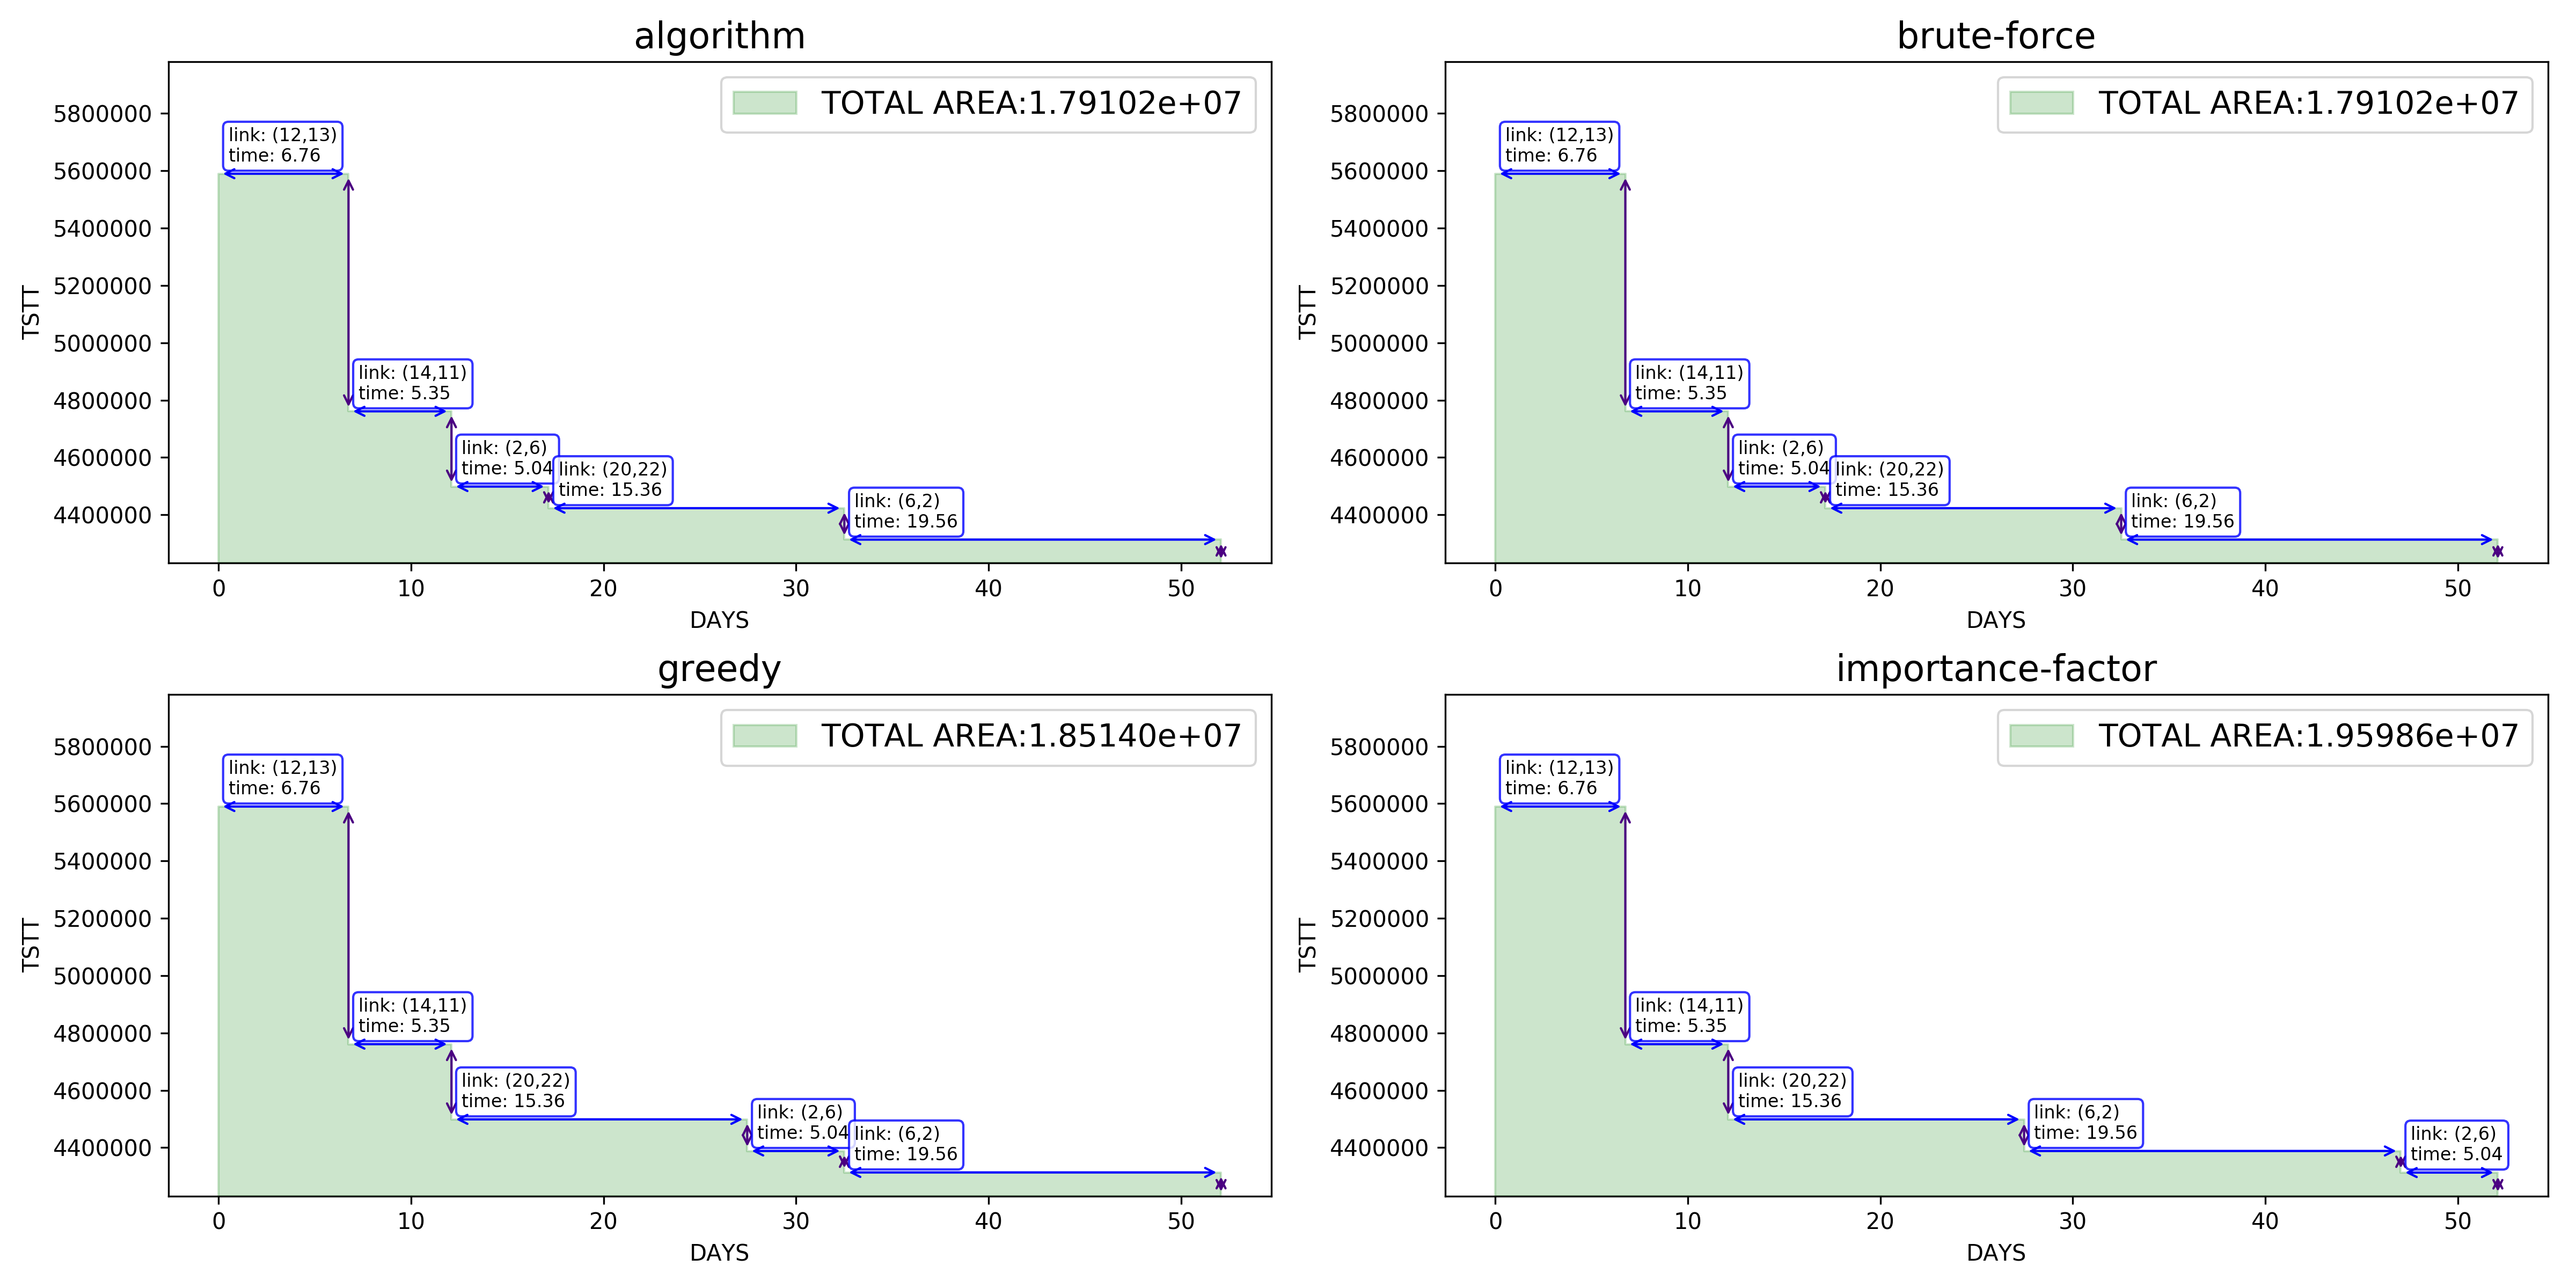 algorithm
TOTAL AREA:1.79102e+07
5800000
5600000
5400000
5200000
5000000
4800000
4600000
4400000
TSTT
link: (12,13)
time: 6.76
link: (14,11)
time: 5.35
link: (2,6)
time: 5.04
link: (20,22)
time: 15.36
link: (6,2)
time: 19.56
0 10 20 30 40 50
DAYS
brute-force
TOTAL AREA:1.79102e+07
5800000
5600000
5400000
5200000
5000000
4800000
4600000
4400000
TSTT
link: (12,13)
time: 6.76
link: (14,11)
time: 5.35
link: (2,6)
time: 5.04
link: (20,22)
time: 15.36
link: (6,2)
time: 19.56
0 10 20 30 40 50
DAYS
greedy
TOTAL AREA:1.85140e+07
5800000
5600000
5400000
5200000
5000000
4800000
4600000
4400000
TSTT
link: (12,13)
time: 6.76
link: (14,11)
time: 5.35
link: (20,22)
time: 15.36
link: (2,6)
time: 5.04
link: (6,2)
time: 19.56
0 10 20 30 40 50
DAYS
importance-factor
TOTAL AREA:1.95986e+07
5800000
5600000
5400000
5200000
5000000
4800000
4600000
4400000
TSTT
link: (12,13)
time: 6.76
link: (14,11)
time: 5.35
link: (20,22)
time: 15.36
link: (6,2)
time: 19.56
link: (2,6)
time: 5.04
0 10 20 30 40 50
DAYS